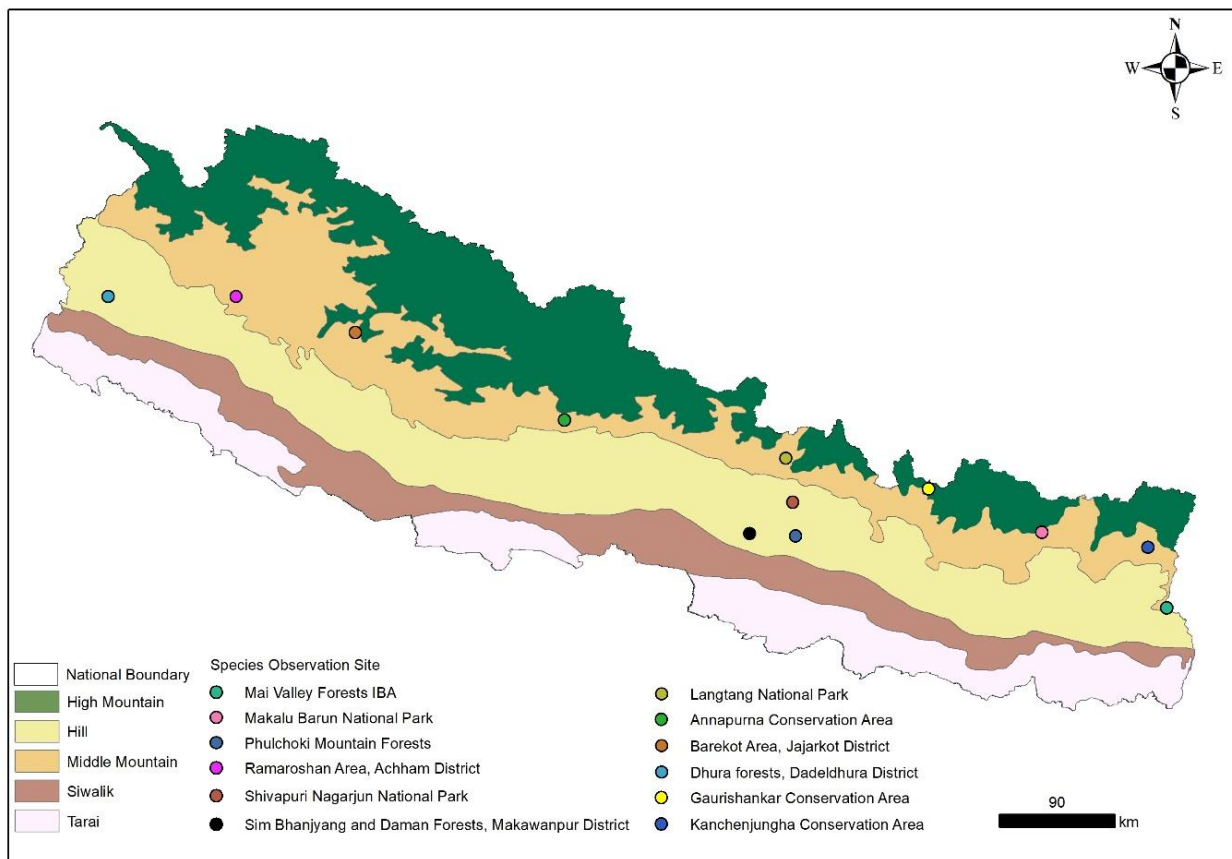 N
W E
S
National Boundary
High Mountain
Hill
Middle Mountain
Siwalik
Tarai
Species Observation Site
Mai Valley Forests IBA
Makalu Barun National Park
Phulchoki Mountain Forests
Ramaroshan Area, Achham District
Shivapuri Nagarjun National Park
Sim Bhanjyang and Daman Forests, Makawanpur District
Langtang National Park
Annapurna Conservation Area
Barekot Area, Jajarkot District
Dhura forests, Dadeldhura District
Gaurishankar Conservation Area
Kanchenjungha Conservation Area
90
km